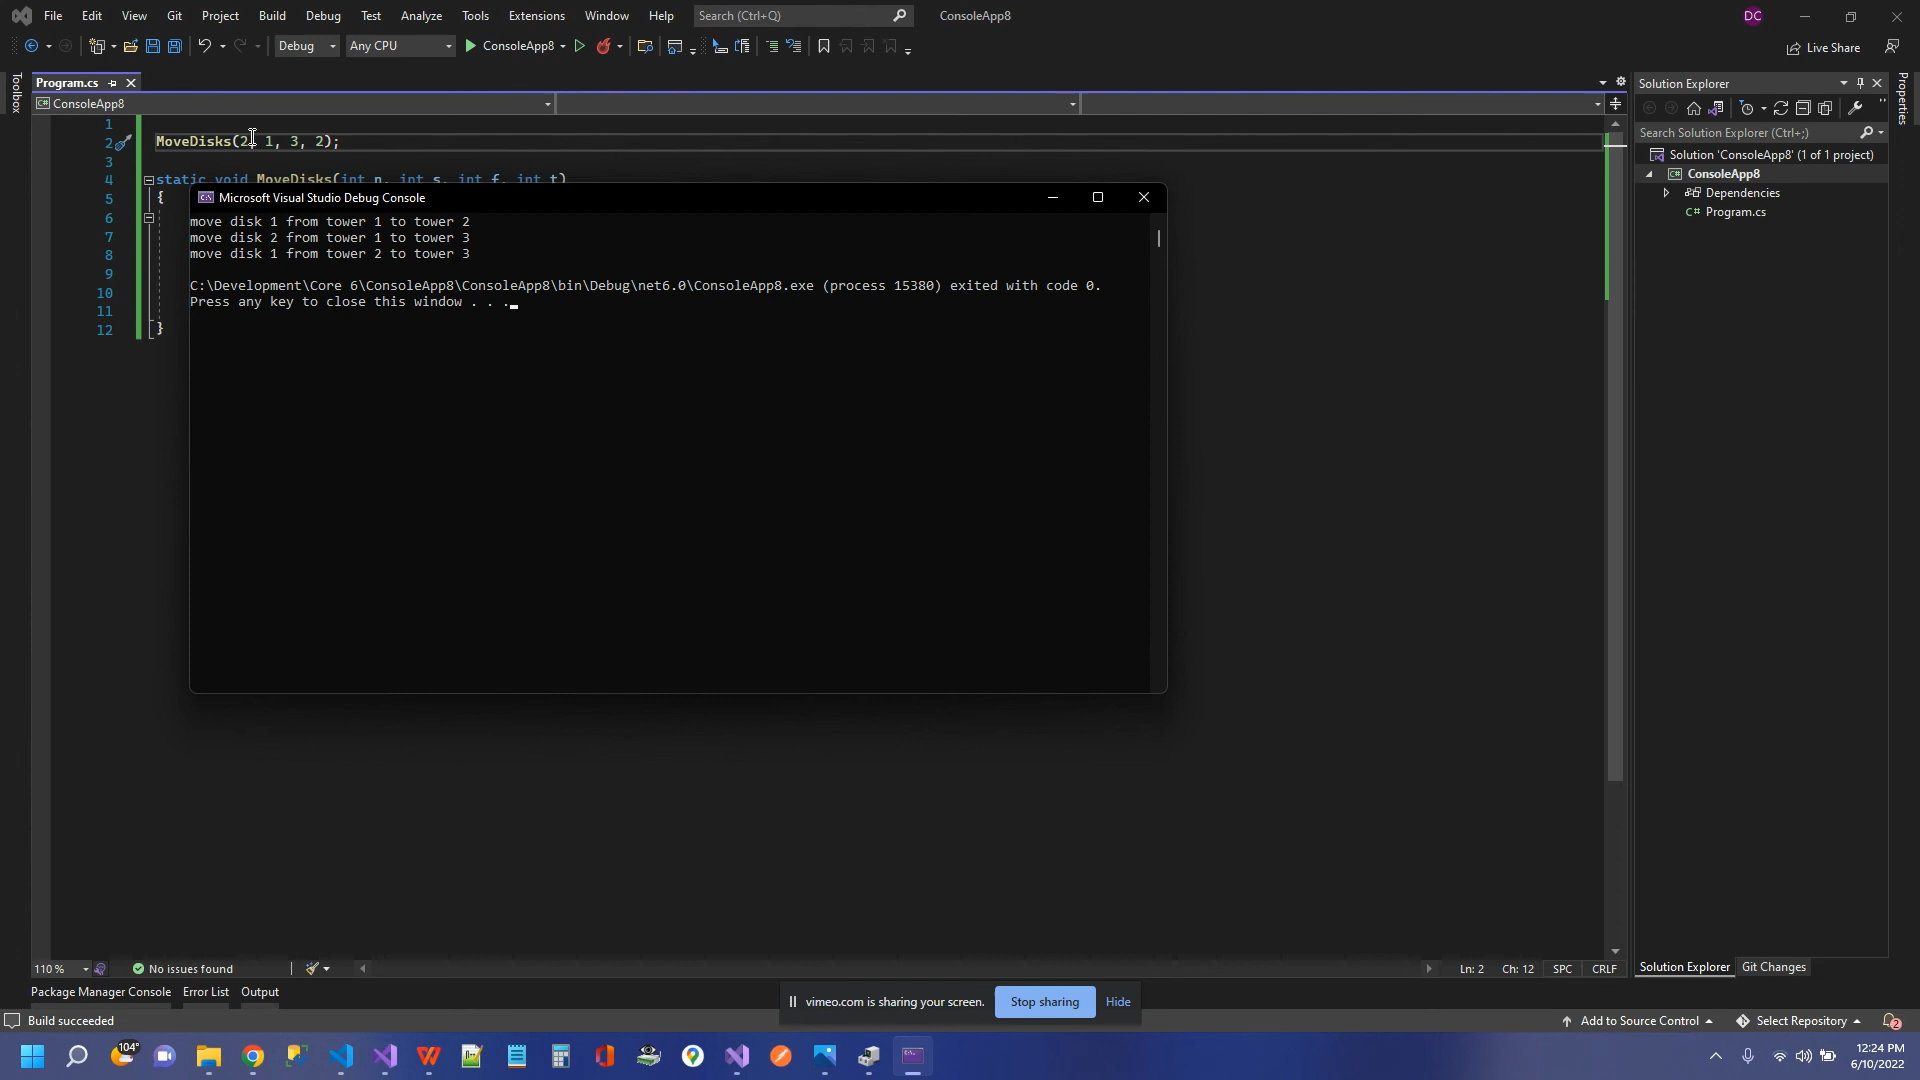 File Edit View Git Project Build Debug Test Analyze Tools Extensions Window Help Search (Ctrl+Q) ConsoleApp8 DC
Debug Any CPU ConsoleApp8 Live Share
Toolbox
Program.cs
ConsoleApp8
1
2 MoveDisks(2, 1, 3, 2);
3
4 static void MoveDisks(int n, int s, int f, int t)
5 {
6
7
8
9
10
11
12 }
Microsoft Visual Studio Debug Console
move disk 1 from tower 1 to tower 2
move disk 2 from tower 1 to tower 3
move disk 1 from tower 2 to tower 3
C:\Development\Core 6\ConsoleApp8\ConsoleApp8\bin\Debug\net6.0\ConsoleApp8.exe (process 15380) exited with code 0.
Press any key to close this window . . .
Solution Explorer
Search Solution Explorer (Ctrl+;)
Solution 'ConsoleApp8' (1 of 1 project)
ConsoleApp8
Dependencies
C# Program.cs
Properties
110 % No issues found Ln: 2 Ch: 12 SPC CRLF
Solution Explorer Git Changes
Package Manager Console Error List Output
vimeo.com is sharing your screen. Stop sharing Hide
Build succeeded Add to Source Control Select Repository 2
104°
12:24 PM
6/10/2022